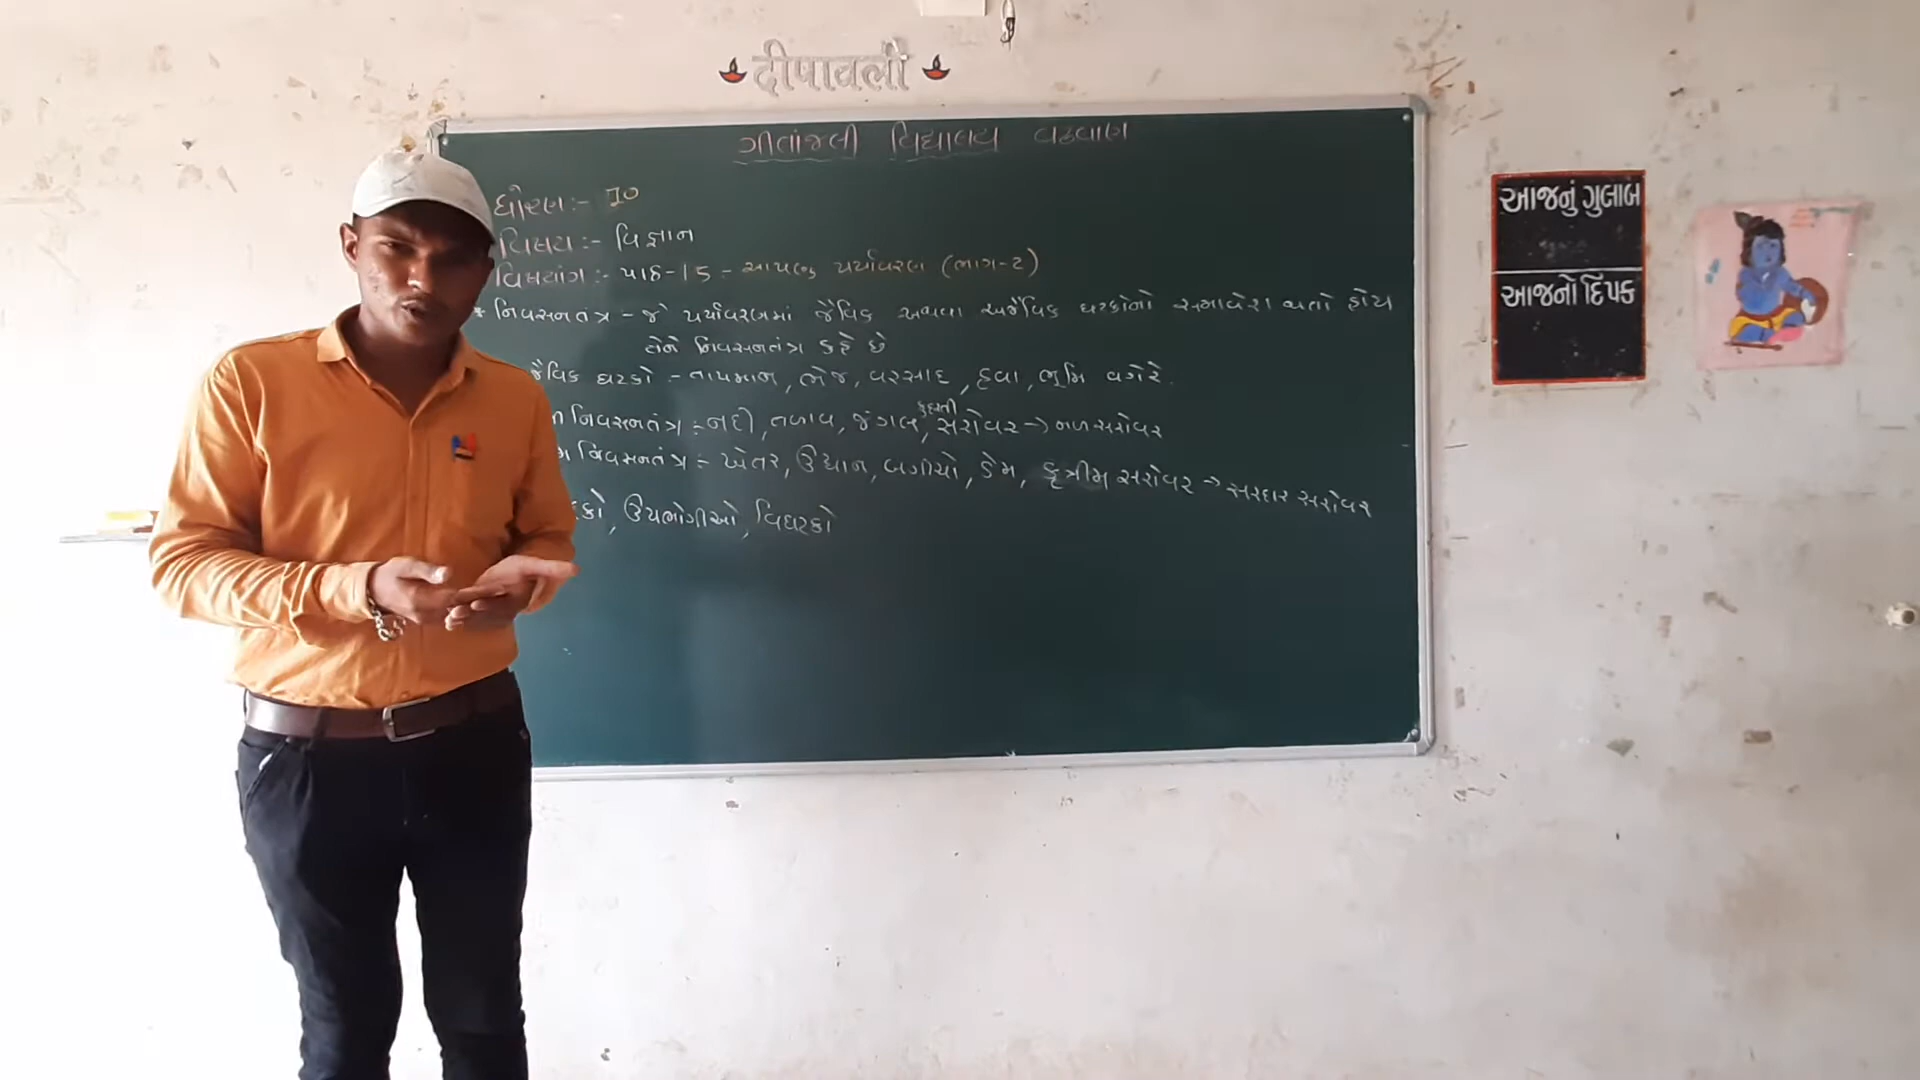 दीपावली
ગીતાંજલી વિદ્યાલય વઢવાણ
ધોરણ:- 10
વિષય:- વિજ્ઞાન
વિષયાંગ:- પાઠ-15 - આપણું પર્યાવરણ (ભાગ-2)
* નિવસનતંત્ર - જે પર્યાવરણમાં જૈવિક અથવા અજૈવિક ઘટકોનો સમાવેશ થતો હોય
તેને નિવસનતંત્ર કહે છે
જૈવિક ઘટકો - તાપમાન, ભેજ, વરસાદ, હવા, ભુમિ વગેરે.
નિવસનતંત્ર :- નદી, તળાવ, જંગલ, કુદરતી સરોવર → નળસરોવર
નિવસનતંત્ર :- ખેતર, ઉદ્યાન, બગીચો, ડેમ, કૃત્રીમ સરોવર → સરદાર સરોવર
કો, ઉપભોગીઓ, વિઘટકો
આજનું ગુલાબ
આજનો દિપક